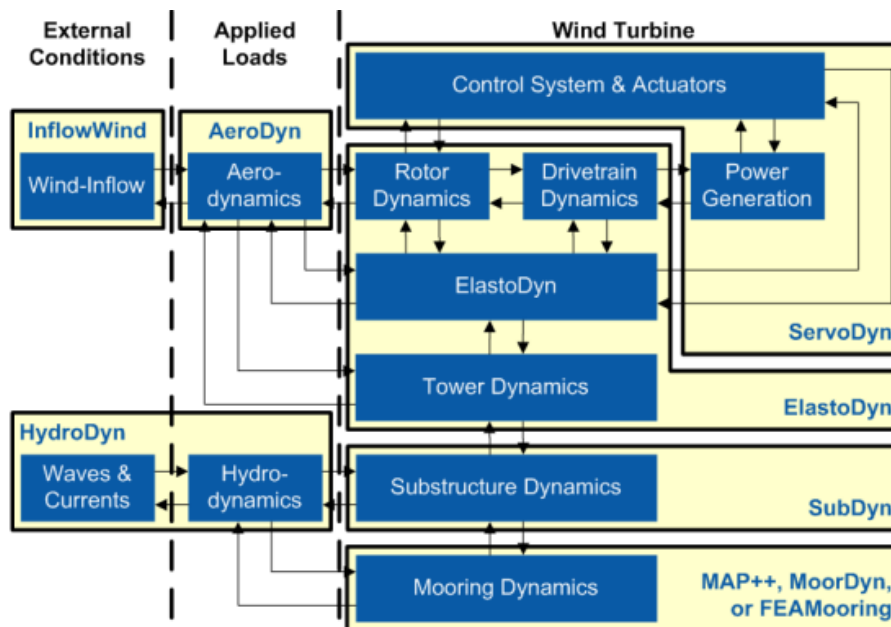 External
Conditions
Applied
Loads
Wind Turbine
Control System & Actuators
InflowWind
AeroDyn
Wind-Inflow
Aero-
dynamics
Rotor
Dynamics
Drivetrain
Dynamics
Power
Generation
ElastoDyn
ServoDyn
Tower Dynamics
ElastoDyn
HydroDyn
Waves &
Currents
Hydro-
dynamics
Substructure Dynamics
SubDyn
Mooring Dynamics
MAP++, MoorDyn,
or FEAMooring